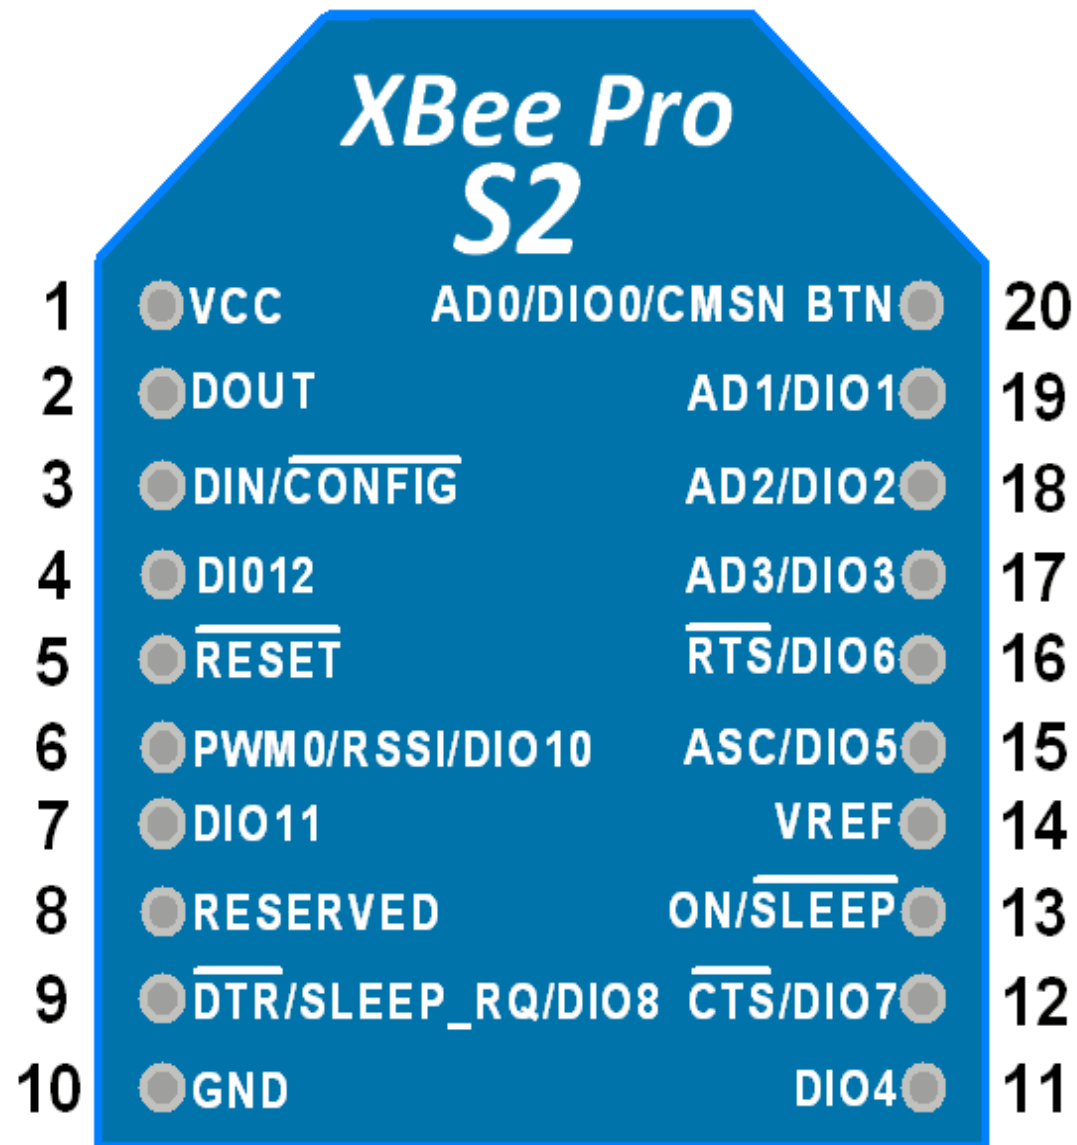 XBee Pro
S2
1 VCC AD0/DIO0/CMSN BTN 20
2 DOUT AD1/DIO1 19
3 DIN/CONFIG AD2/DIO2 18
4 DI012 AD3/DIO3 17
5 RESET RTS/DIO6 16
6 PWM0/RSSI/DIO10 ASC/DIO5 15
7 DIO11 VREF 14
8 RESERVED ON/SLEEP 13
9 DTR/SLEEP_RQ/DIO8 CTS/DIO7 12
10 GND DIO4 11